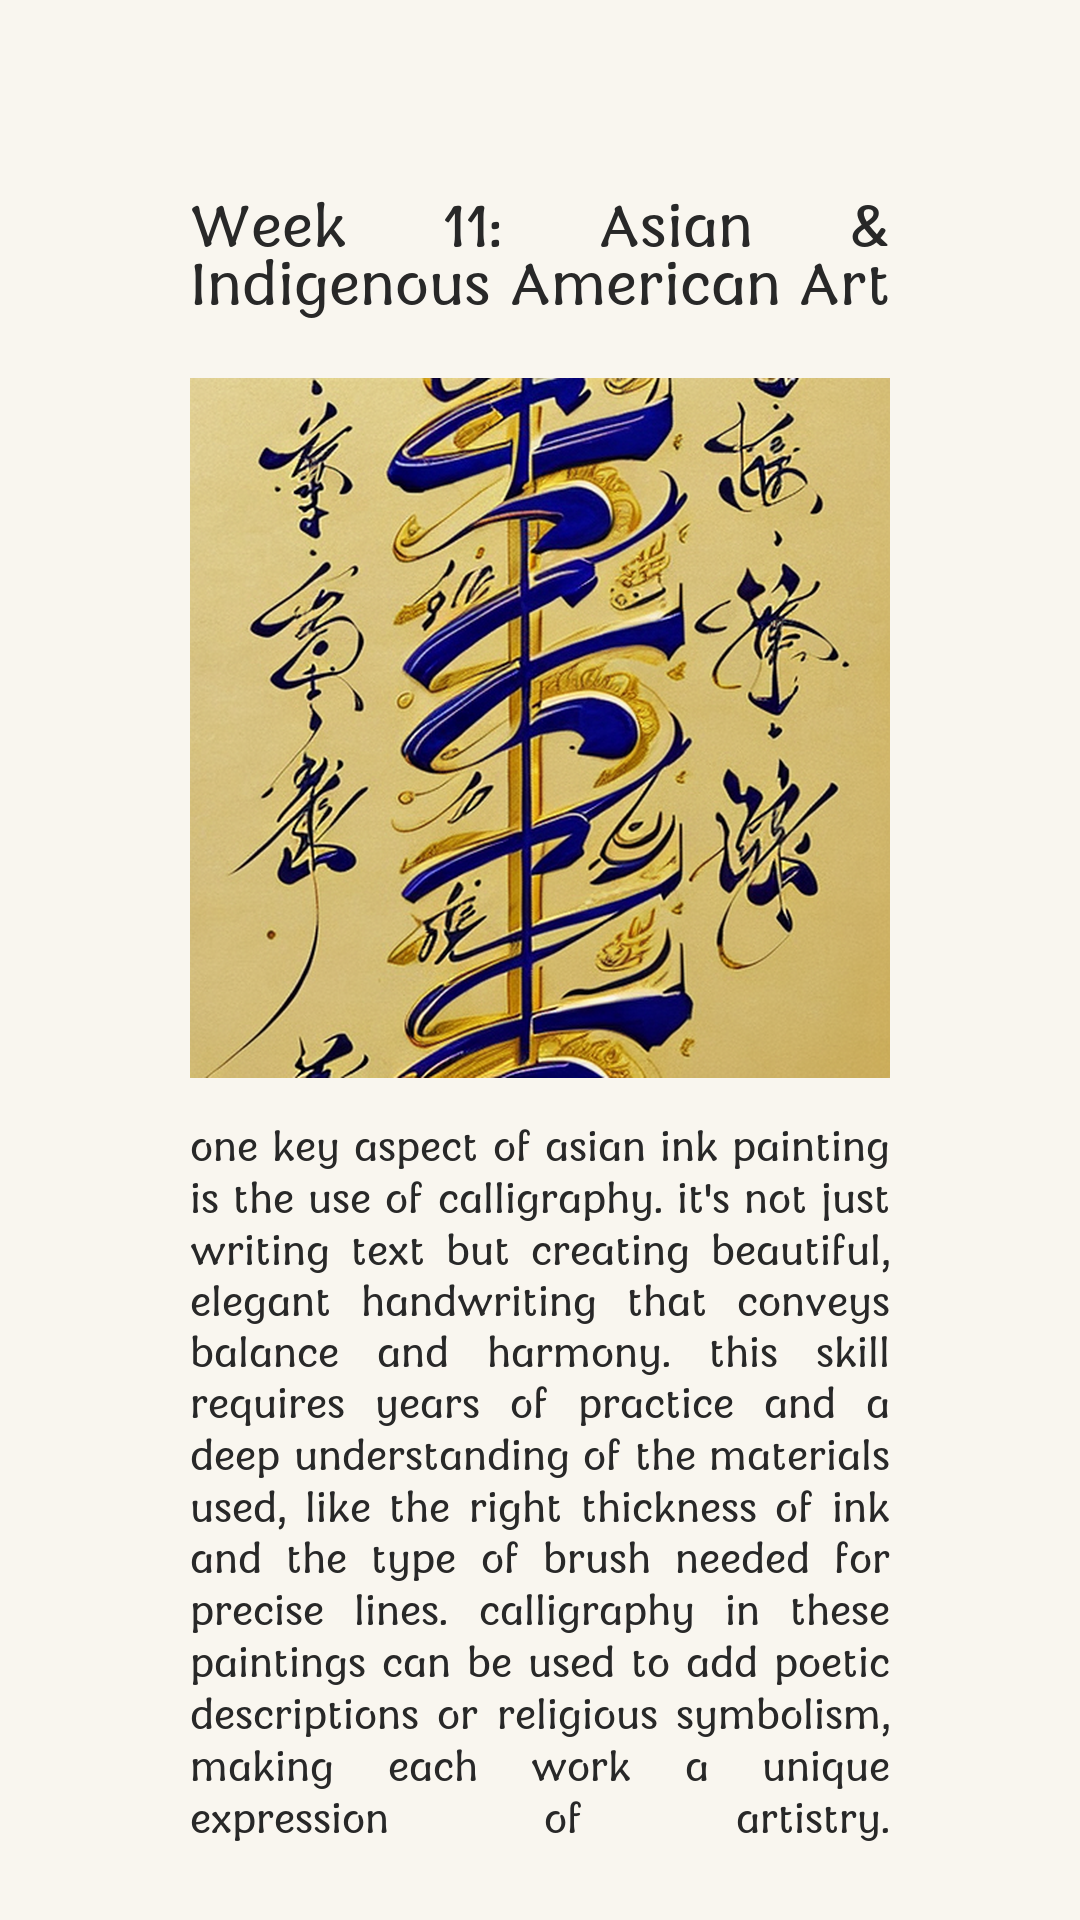 Week 11: Asian &
Indigenous American Art
one key aspect of asian ink painting
is the use of calligraphy. it's not just
writing text but creating beautiful,
elegant handwriting that conveys
balance and harmony. this skill
requires years of practice and a
deep understanding of the materials
used, like the right thickness of ink
and the type of brush needed for
precise lines. calligraphy in these
paintings can be used to add poetic
descriptions or religious symbolism,
making each work a unique
expression of artistry.